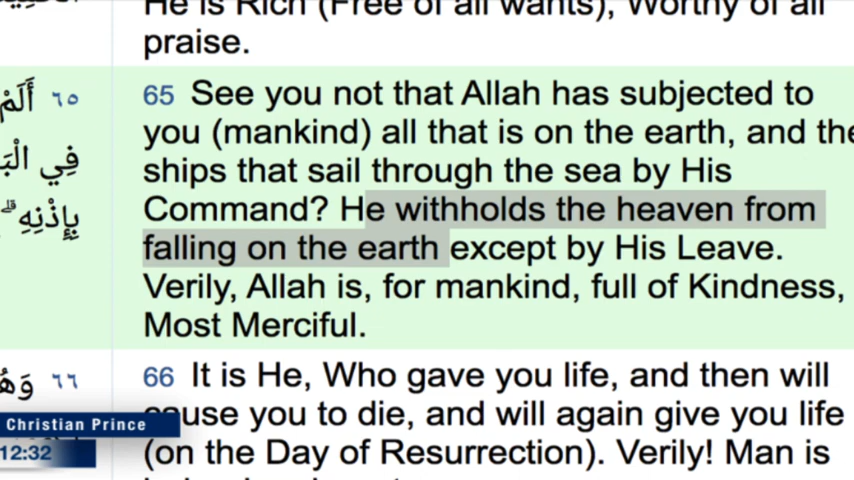 He is Rich (Free of all wants), Worthy of all
praise.
٦٥ أَلَمْ
65 See you not that Allah has subjected to
you (mankind) all that is on the earth, and the
ships that sail through the sea by His
Command? He withholds the heaven from
falling on the earth except by His Leave.
Verily, Allah is, for mankind, full of Kindness,
Most Merciful.
بِإِذْنِهِ
٦٦ وَهُ
66 It is He, Who gave you life, and then will
cause you to die, and will again give you life
(on the Day of Resurrection). Verily! Man is
Christian Prince
12:32